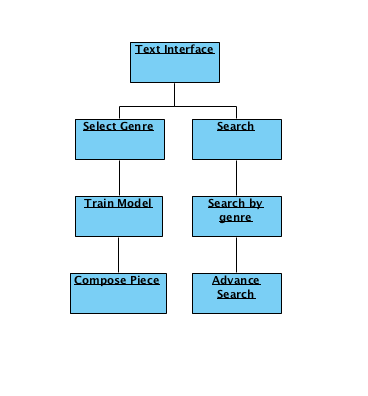 Text Interface
Select Genre
Search
Train Model
Search by
genre
Compose Piece
Advance
Search